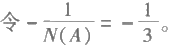 令 $-\frac{1}{N(A)} = -\frac{1}{3}$。